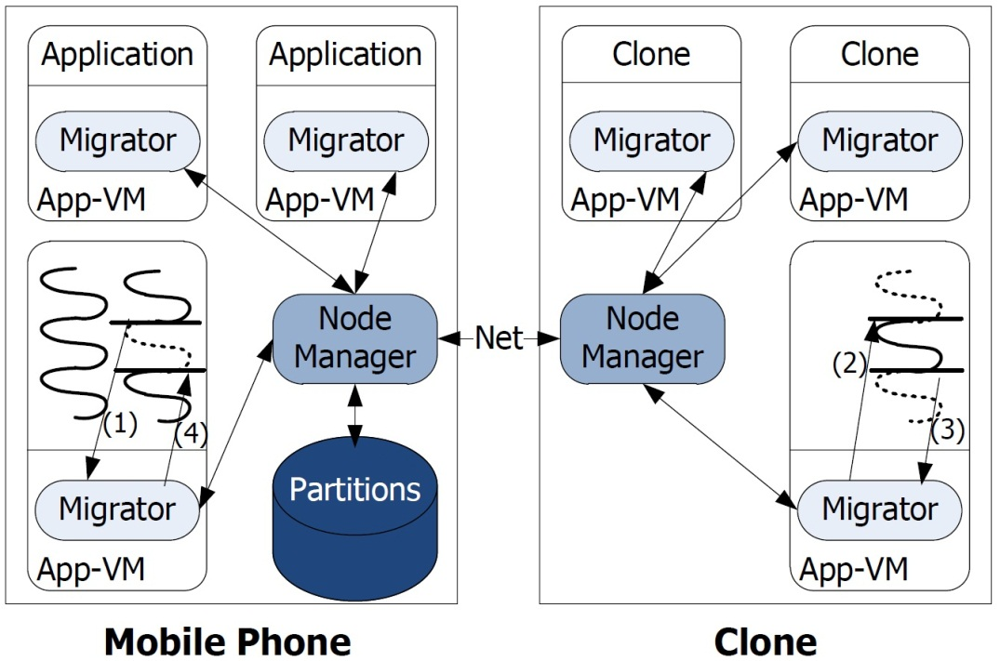 Application
Application
Clone
Clone
Migrator
Migrator
Migrator
Migrator
App-VM
App-VM
App-VM
App-VM
Node
Manager
Net
Node
Manager
(1)
(4)
(2)
(3)
Partitions
Migrator
Migrator
App-VM
App-VM
Mobile Phone
Clone